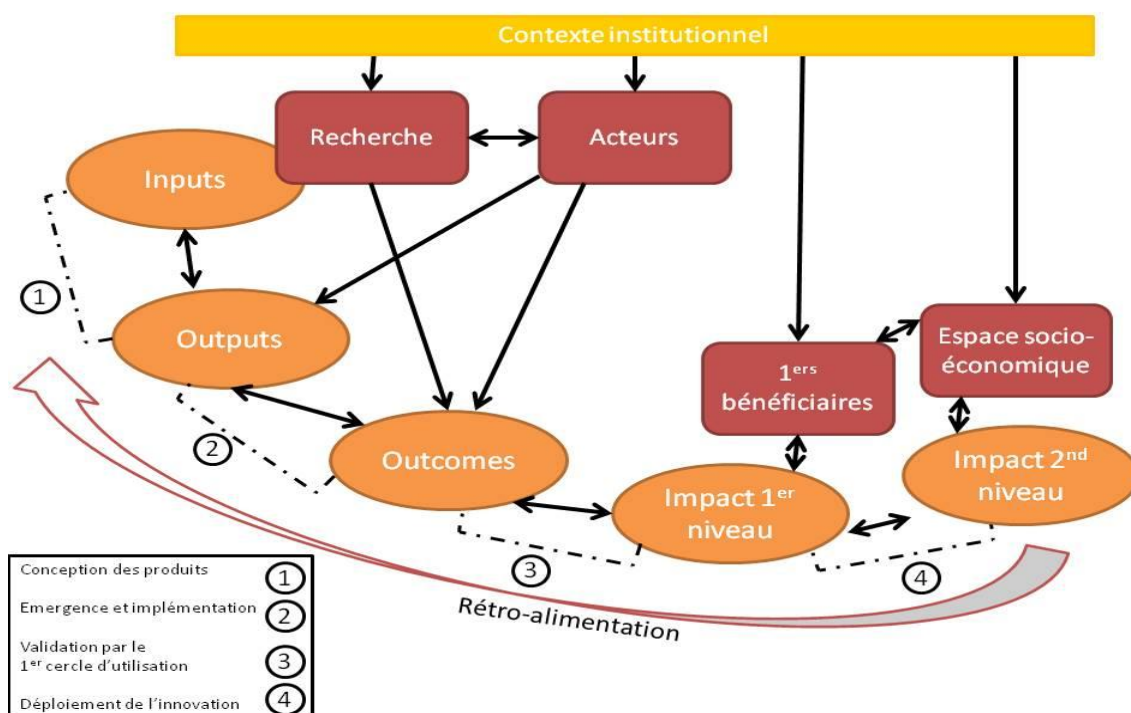 Contexte institutionnel
Recherche
Acteurs
Inputs
1
Outputs
Espace socio-
économique
1ers
bénéficiaires
2
Outcomes
Impact 2nd
niveau
Impact 1er
niveau
3
4
Rétro-alimentation
Conception des produits 1
Emergence et implémentation 2
Validation par le
1er cercle d'utilisation 3
Déploiement de l'innovation 4